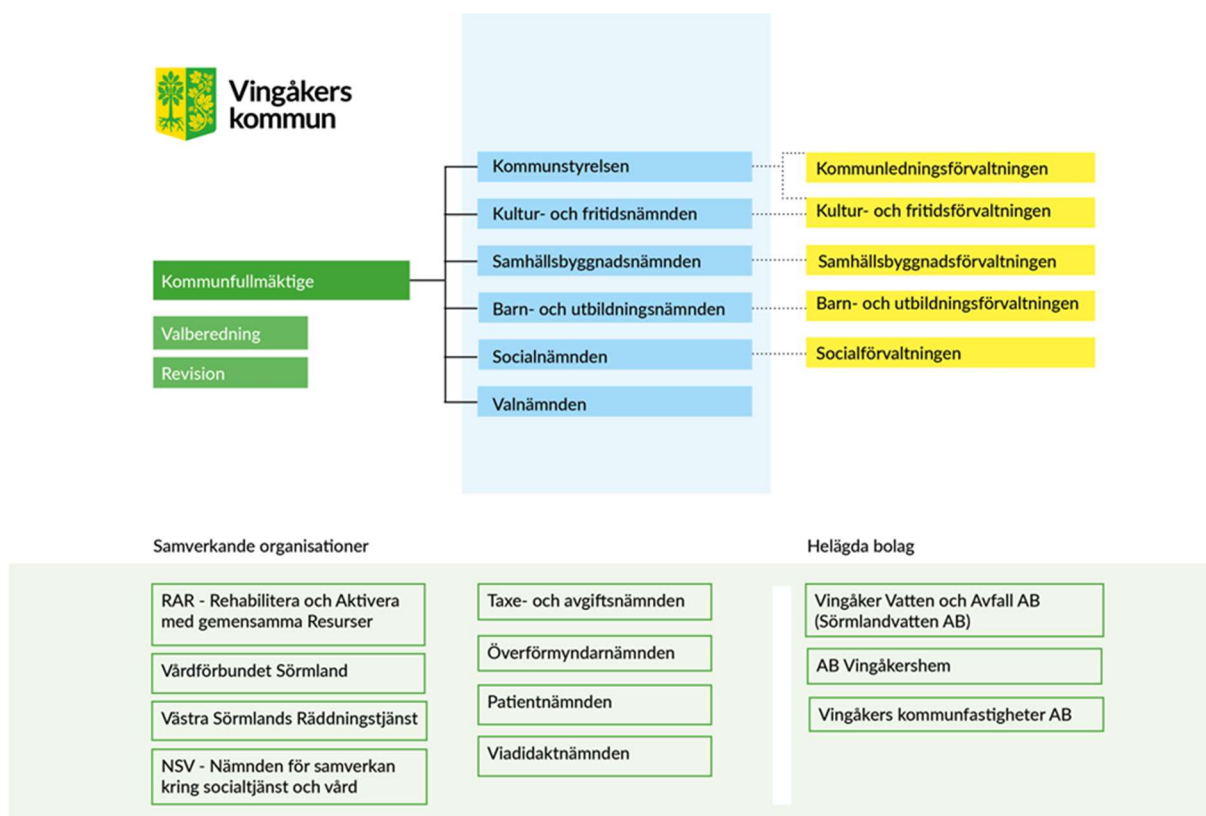 Vingåkers
kommun
Kommunfullmäktige
Valberedning
Revision
Kommunstyrelsen
Kultur- och fritidsnämnden
Samhällsbyggnadsnämnden
Barn- och utbildningsnämnden
Socialnämnden
Valnämnden
Kommunledningsförvaltningen
Kultur- och fritidsförvaltningen
Samhällsbyggnadsförvaltningen
Barn- och utbildningsförvaltningen
Socialförvaltningen
Samverkande organisationer
RAR - Rehabilitera och Aktivera
med gemensamma Resurser
Vårdförbundet Sörmland
Västra Sörmlands Räddningstjänst
NSV - Nämnden för samverkan
kring socialtjänst och vård
Taxe- och avgiftsnämnden
Överförmyndarnämnden
Patientnämnden
Viadidaktnämnden
Helägda bolag
Vingåker Vatten och Avfall AB
(Sörmlandvatten AB)
AB Vingåkershem
Vingåkers kommunfastigheter AB